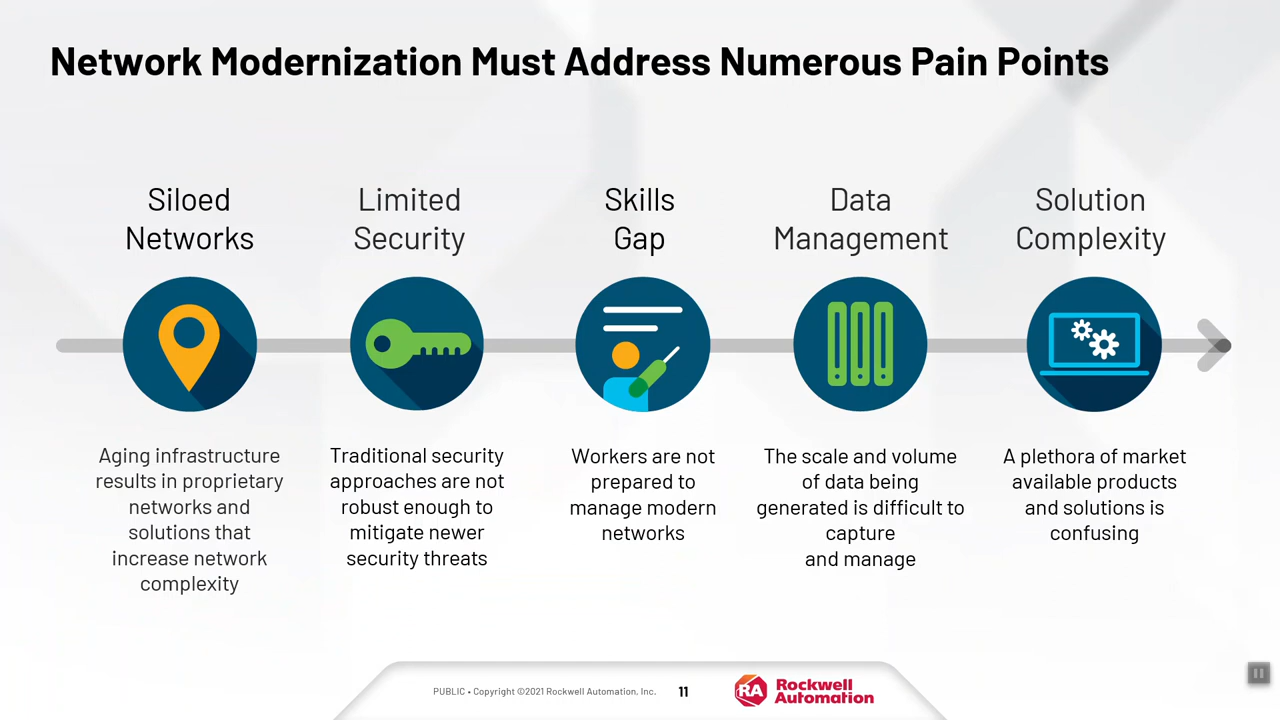 Network Modernization Must Address Numerous Pain Points
Siloed
Networks
Aging infrastructure
results in proprietary
networks and
solutions that
increase network
complexity
Limited
Security
Traditional security
approaches are not
robust enough to
mitigate newer
security threats
Skills
Gap
Workers are not
prepared to
manage modern
networks
Data
Management
The scale and volume
of data being
generated is difficult to
capture
and manage
Solution
Complexity
A plethora of market
available products
and solutions is
confusing
PUBLIC • Copyright ©2021 Rockwell Automation, Inc.
11
RA
Rockwell
Automation